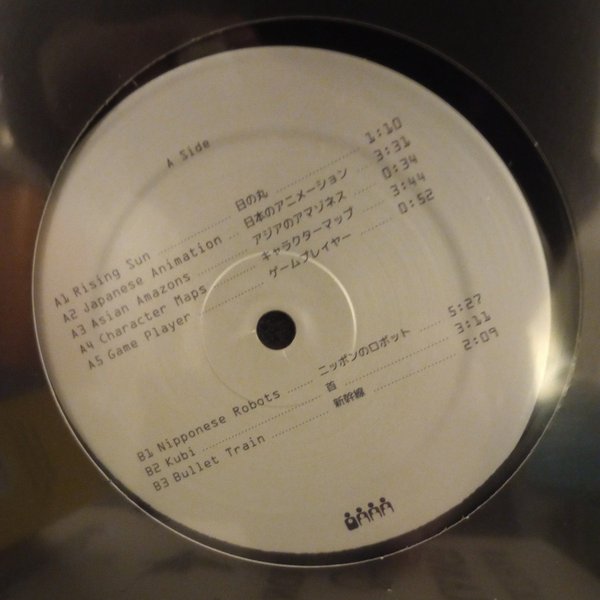 A Side
A1 Rising Sun ........ 日の丸 ........ 1:10
A2 Japanese Animation ........ 日本のアニメーション ........ 3:31
A3 Asian Amazons ........ アジアのアマゾネス ........ 0:34
A4 Character Maps ........ キャラクターマップ ........ 3:44
A5 Game Player ........ ゲームプレイヤー ........ 0:52
B1 Nipponese Robots ........ ニッポンのロボット ........ 5:27
B2 Kubi ........ 首 ........ 3:11
B3 Bullet Train ........ 新幹線 ........ 2:09